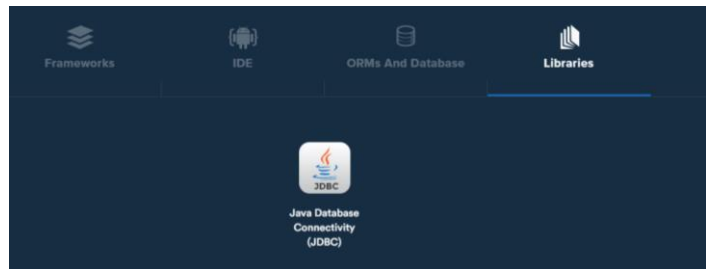 Frameworks
IDE
ORMs And Database
Libraries
JDBC
Java Database
Connectivity
(JDBC)